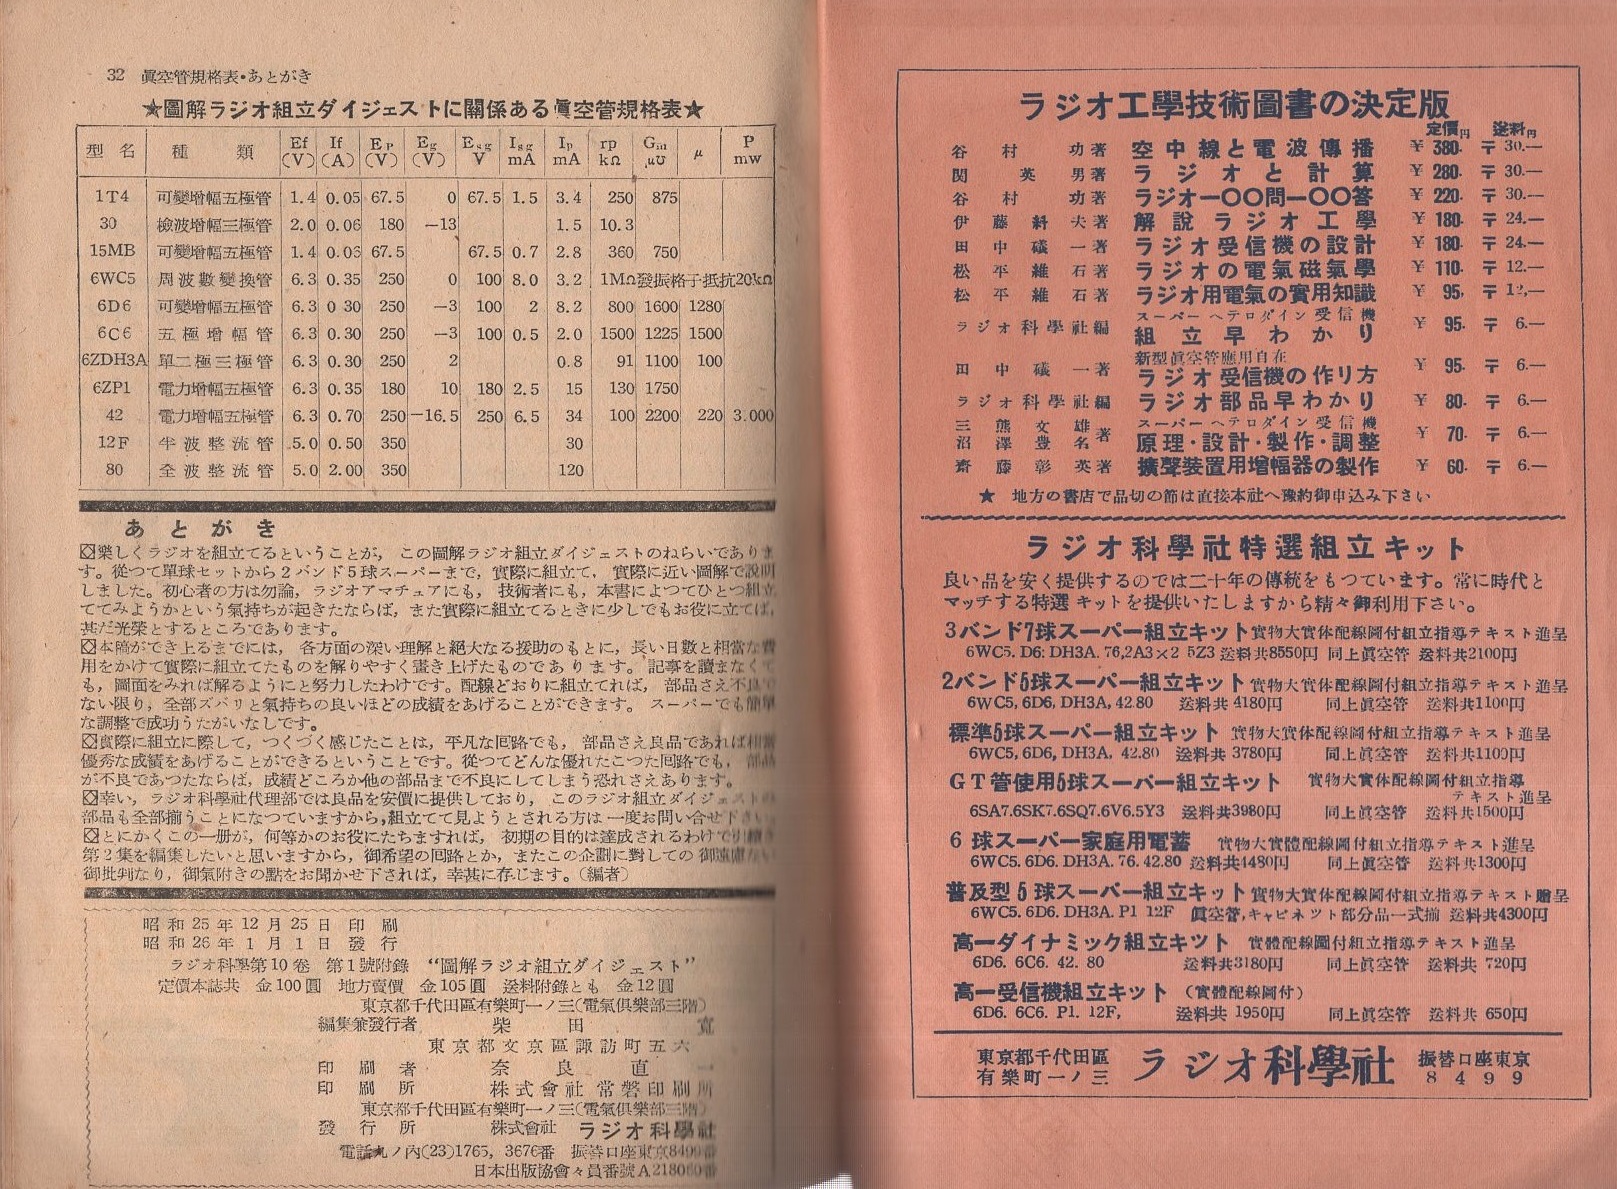 32 眞空管規格表・あとがき
★圖解ラジオ組立ダイジェストに關係ある眞空管規格表★
型名 種類 Ef (V) If (A) Ep (V) Eg (V) Esg V Isg mA Ip mA rp kΩ Gm μ℧ μ P mw
1T4 可變增幅五極管 1.4 0.05 67.5 0 67.5 1.5 3.4 250 875
30 檢波增幅三極管 2.0 0.06 180 −13 1.5 10.3
15MB 可變增幅五極管 1.4 0.05 67.5 67.5 0.7 2.8 360 750
6WC5 周波數變換管 6.3 0.35 250 0 100 8.0 3.2 1MΩ發振格子抵抗20kΩ
6D6 可變增幅五極管 6.3 0 30 250 −3 100 2 8.2 800 1600 1280
6C6 五極增幅管 6.3 0.30 250 −3 100 0.5 2.0 1500 1225 1500
6ZDH3A 單二極三極管 6.3 0.30 250 2 0.8 91 1100 100
6ZP1 電力增幅五極管 6.3 0.35 180 10 180 2.5 15 130 1750
42 電力增幅五極管 6.3 0.70 250 −16.5 250 6.5 34 100 2200 220 3.000
12F 半波整流管 5.0 0.50 350 30
80 全波整流管 5.0 2.00 350 120
あとがき
樂しくラジオを組立てるということが，この圖解ラジオ組立ダイジェストのねらいでありま
す。從つて單球セットから2バンド5球スーパーまで，實際に組立て，實際に近い圖解で説明
しました。初心者の方は勿論，ラジオアマチュアにも，技術者にも，本書によつてひとつ組立
ててみようかという氣持ちが起きたならば，また實際に組立てるときに少しでもお役に立てば，
甚だ光榮とするところであります。
本稿ができ上るまでには，各方面の深い理解と絕大なる援助のもとに，長い日數と相當な費
用をかけて實際に組立てたものを解りやすく畫き上げたものであります。記事を讀まなくて
も，圖面をみれば解るようにと努力したわけです。配線どおりに組立てれば，部品さえ不良で
ない限り，全部ズバリと氣持ちの良いほどの成績をあげることができます。スーパーでも簡單
な調整で成功うたがいなしです。
實際に組立に際して，つくづく感じたことは，平凡な回路でも，部品さえ良品であれば相當
優秀な成績をあげることができるということです。從つてどんな優れたこつた回路でも，部品
が不良であつたならば，成績どころか他の部品まで不良にしてしまう恐れさえあります。
幸い，ラジオ科學社代理部では良品を安價に提供しており，このラジオ組立ダイジェストの
部品も全部揃うことになつていますから,組立てて見ようとされる方は一度お問い合せ下さい。
とにかくこの一册が，何等かのお役にたちますれば，初期の目的は達成されるわけで引續き
第2集を編集したいと思いますから，御希望の回路とか，またこの企劃に對しての御遠慮ない
御批判なり，御氣附きの點をお聞かせ下されば，幸甚に存じます。（編者）
昭和25年12月25日 印刷
昭和26年1月1日 發行
ラジオ科學第10卷 第1號附錄 “圖解ラジオ組立ダイジェスト”
定價本誌共 金100圓 地方賣價 金105圓 送料附錄とも 金12圓
東京都千代田區有樂町一ノ三(電氣俱樂部三階)
編集兼發行者 柴田 寬
東京都文京區諏訪町五六
印刷者 奈良直一
印刷所 株式會社常磐印刷所
東京都千代田區有樂町一ノ三(電氣俱樂部三階)
發行所 株式會社 ラジオ科學社
電話丸ノ內(23)1765, 3676番 振替口座東京8499番
日本出版協會々員番號A218060番
ラジオ工學技術圖書の決定版
定價円 送料円
谷村功著 空中線と電波傳播 ¥380. 〒30.—
関英男著 ラジオと計算 ¥280. 〒30.—
谷村功著 ラジオ一〇〇問一〇〇答 ¥220. 〒30.—
伊藤糾夫著 解說ラジオ工學 ¥180. 〒24.—
田中礒一著 ラジオ受信機の設計 ¥180. 〒24.—
松平維石著 ラジオの電氣磁氣學 ¥110. 〒12.—
松平維石著 ラジオ用電氣の實用知識 ¥95. 〒12.—
ラジオ科學社編 スーパーヘテロダイン受信機
組立早わかり ¥95. 〒6.—
田中礒一著 新型眞空管應用自在
ラジオ受信機の作り方 ¥95. 〒6.—
ラジオ科學社編 ラジオ部品早わかり ¥80. 〒6.—
三熊文雄 沼澤豊名 著 スーパーヘテロダイン受信機
原理・設計・製作・調整 ¥70. 〒6.—
齋藤彰英著 擴聲裝置用增幅器の製作 ¥60. 〒6.—
★ 地方の書店で品切の節は直接本社へ豫約御申込み下さい
ラジオ科學社特選組立キット
良い品を安く提供するのでは二十年の傳統をもつています。常に時代と
マッチする特選キットを提供いたしますから精々御利用下さい。
3バンド7球スーパー組立キット 實物大實体配線圖付組立指導テキスト進呈
6WC5. D6: DH3A. 76,2A3×2 5Z3 送料共8550円 同上眞空管 送料共2100円
2バンド5球スーパー組立キット 實物大實体配線圖付組立指導テキスト進呈
6WC5, 6D6, DH3A, 42.80 送料共4180円 同上眞空管 送料共1100円
標準5球スーパー組立キット 實物大實体配線圖付組立指導テキスト進呈
6WC5, 6D6, DH3A, 42.80 送料共3780円 同上眞空管 送料共1100円
GT管使用5球スーパー組立キット 實物大實体配線圖付組立指導
テキスト進呈
6SA7.6SK7.6SQ7.6V6.5Y3 送料共3980円 同上眞空管 送料共1500円
6球スーパー家庭用電蓄 實物大實體配線圖付組立指導テキスト進呈
6WC5. 6D6. DH3A. 76. 42.80 送料共4480円 同上眞空管 送料共1300円
普及型5球スーパー組立キット 實物大實体配線圖付組立指導テキスト贈呈
6WC5. 6D6. DH3A. P1 12F 眞空管,キャビネツト部分品一式揃 送料共4300円
高一ダイナミック組立キツト 實體配線圖付組立指導テキスト進呈
6D6. 6C6. 42. 80 送料共3180円 同上眞空管 送料共 720円
高一受信機組立キット （實體配線圖付）
6D6. 6C6. P1. 12F, 送料共 1950円 同上眞空管 送料共 650円
東京都千代田區
有樂町一ノ三
ラジオ科學社
振替口座東京
8499